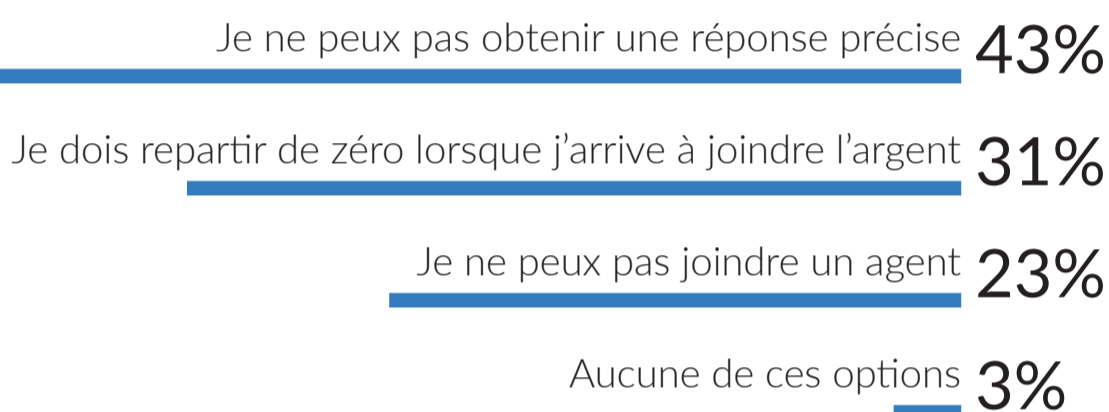 Je ne peux pas obtenir une réponse précise 43%
Je dois repartir de zéro lorsque j’arrive à joindre l’argent 31%
Je ne peux pas joindre un agent 23%
Aucune de ces options 3%